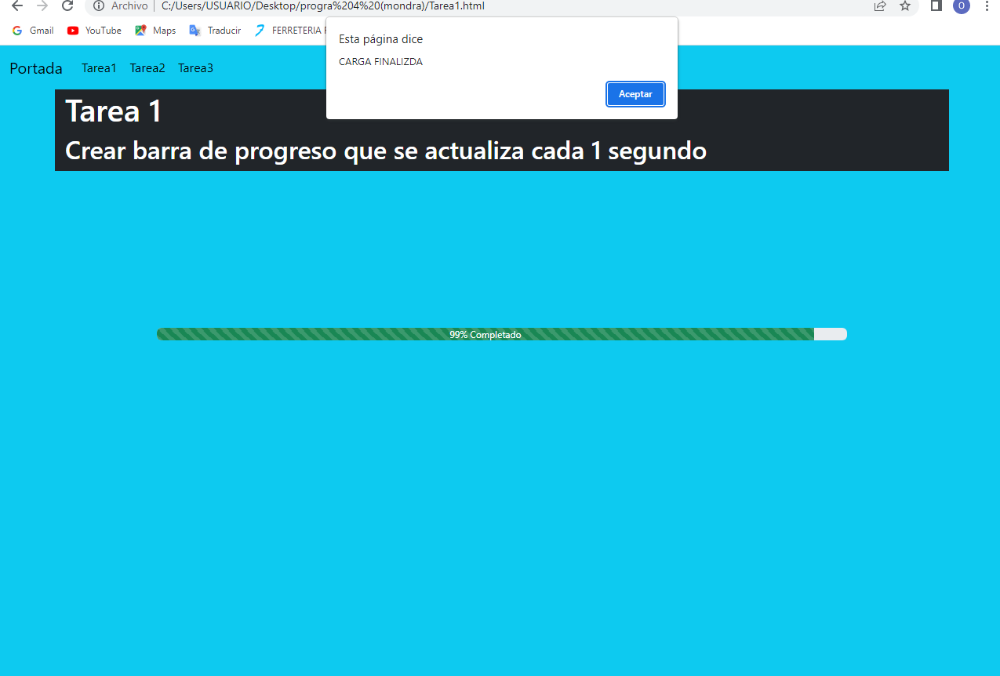 Archivo | C:/Users/USUARIO/Desktop/progra%204%20(mondra)/Tarea1.html
O
Gmail YouTube Maps Traducir FERRETERIA
Esta página dice
CARGA FINALIZDA
Aceptar
Portada Tarea1 Tarea2 Tarea3
Tarea 1
Crear barra de progreso que se actualiza cada 1 segundo
99% Completado